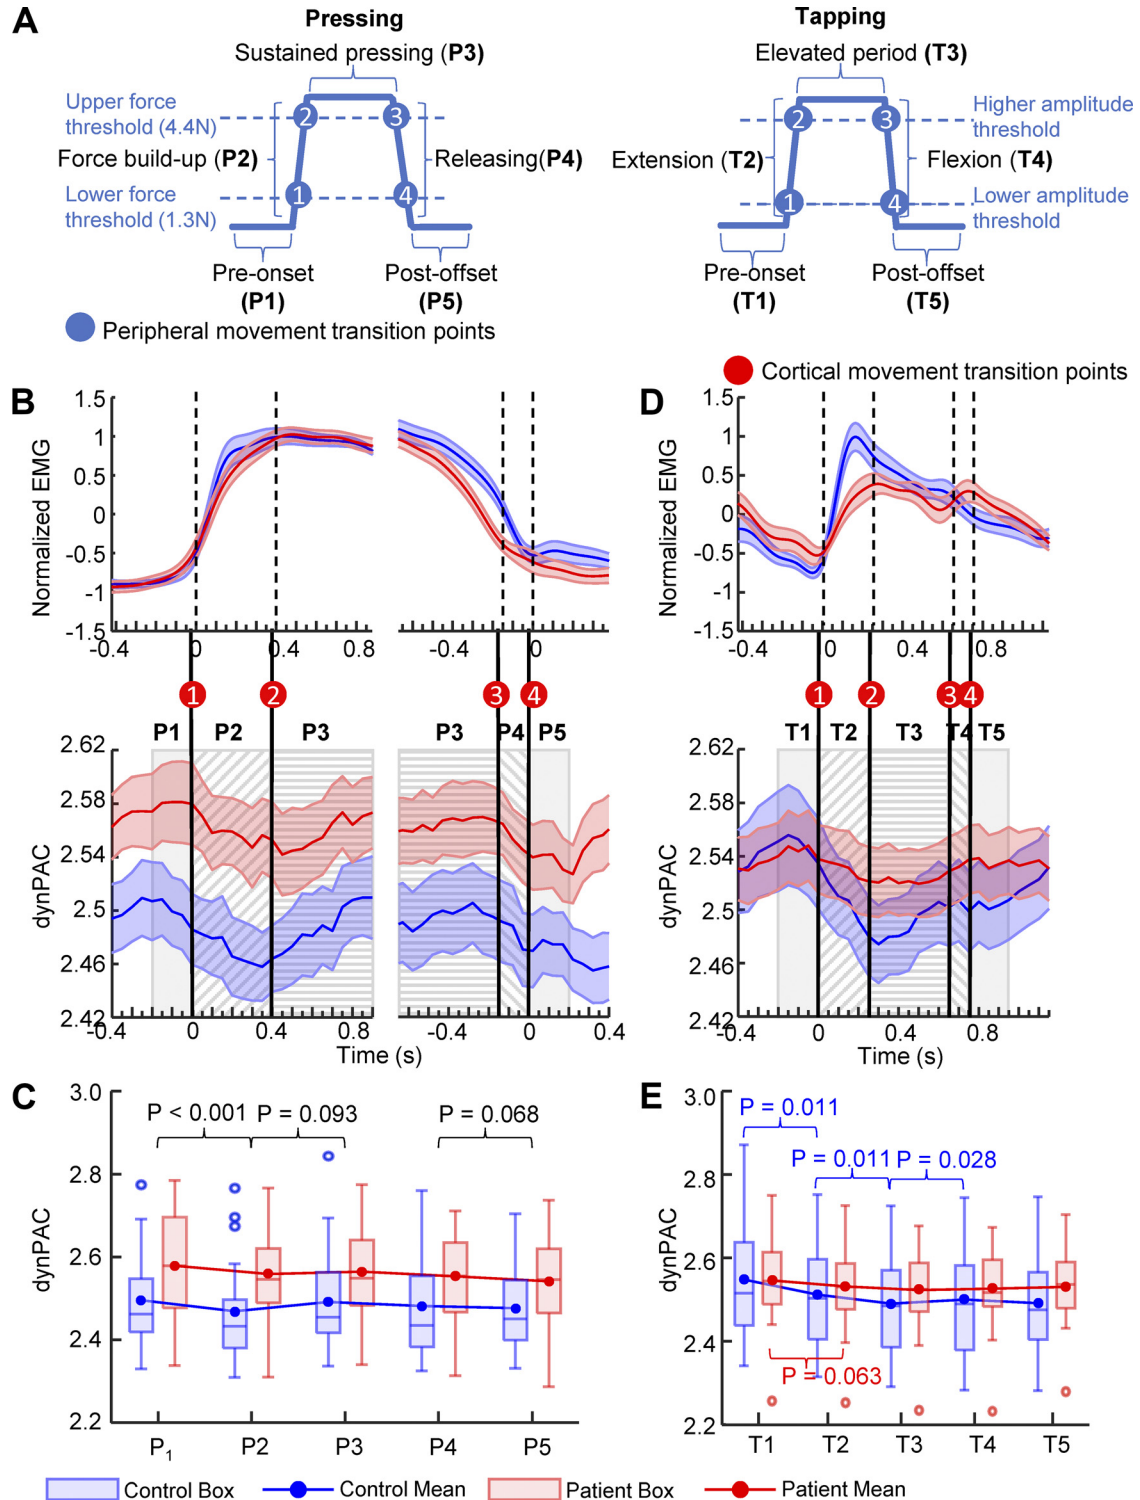 A
Pressing
Tapping
Sustained pressing (P3)
Elevated period (T3)
Upper force
threshold (4.4N)
2
3
Force build-up (P2)
Releasing(P4)
Lower force
threshold (1.3N)
1
4
Pre-onset
(P1)
Post-offset
(P5)
2
3
Higher amplitude
threshold
Extension (T2)
Flexion (T4)
1
4
Lower amplitude
threshold
Pre-onset
(T1)
Post-offset
(T5)
Peripheral movement transition points
Cortical movement transition points
B
Normalized EMG
1.5
1
0.5
0
-0.5
-1
-1.5
-0.4
0
0.4
0.8
-0.4
0
1
2
3
4
P1
P2
P3
P3
P4
P5
dynPAC
2.62
2.58
2.54
2.5
2.46
2.42
-0.4
0
0.4
0.8
-0.4
0
0.4
Time (s)
D
Normalized EMG
1.5
1
0.5
0
-0.5
-1
-1.5
-0.4
0
0.4
0.8
1
2
3
4
T1
T2
T3
T4
T5
dynPAC
2.62
2.58
2.54
2.5
2.46
2.42
-0.4
0
0.4
0.8
Time (s)
C
dynPAC
3.0
2.8
2.6
2.4
2.2
P < 0.001
P = 0.093
P = 0.068
P1
P2
P3
P4
P5
E
dynPAC
3.0
2.8
2.6
2.4
2.2
P = 0.011
P = 0.011
P = 0.028
P = 0.063
T1
T2
T3
T4
T5
Control Box
Control Mean
Patient Box
Patient Mean